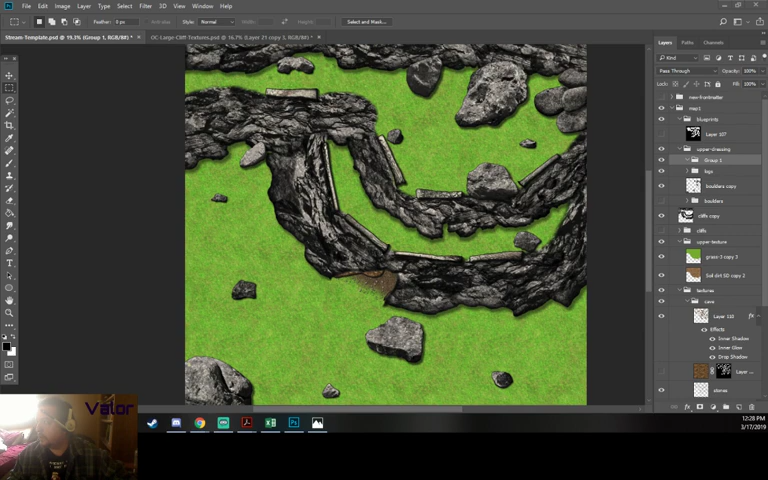 File Edit Image Layer Type Select Filter 3D View Window Help
Feather: 0 px Style: Normal Select and Mask...
Stream-Template.psd @ 19.3% (Group 1, RGB/8#) *
OC-Large-Cliff-Textures.psd @ 16.7% (Layer 21 copy 3, RGB/8#) *
Layers Paths Channels
Kind
Pass Through Opacity: 100%
Lock: Fill: 100%
new-frontmatter
map1
blueprints
Layer 107
upper-dressing
Group 1
logs
boulders copy
boulders
cliffs copy
cliffs
upper-texture
grass-3 copy 3
Soil dirt SD copy 2
textures
cave
Layer 110 fx
Effects
Inner Shadow
Inner Glow
Drop Shadow
Layer ...
stones
Valor
12:28 PM
3/17/2019